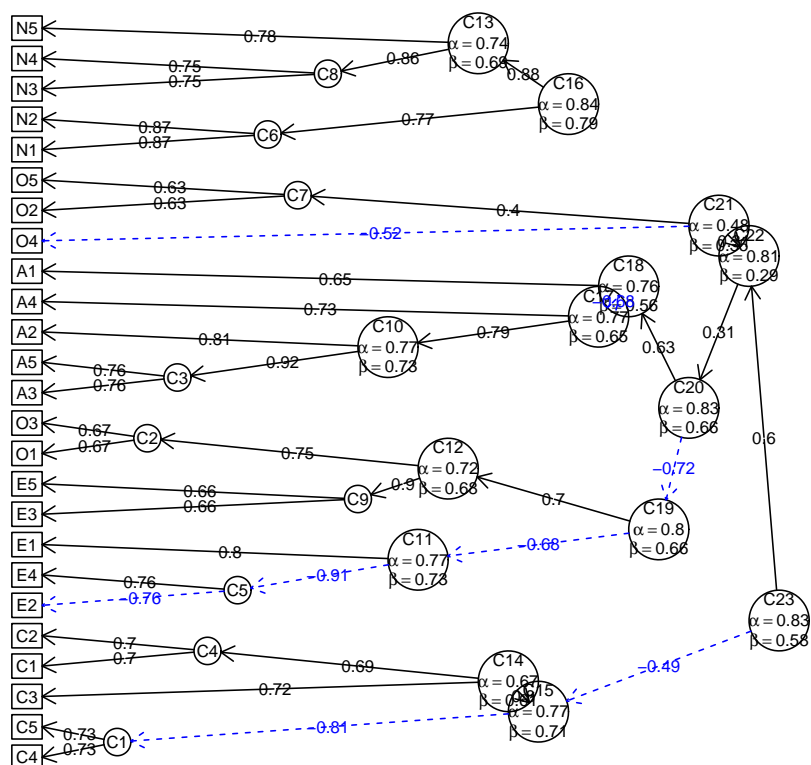 N5
N4
N3
N2
N1
O5
O2
O4
A1
A4
A2
A5
A3
O3
O1
E5
E3
E1
E4
E2
C2
C1
C3
C5
C4
0.78
0.75
0.75
C8
0.86
C13
α = 0.74
β = 0.69
0.88
C16
α = 0.84
β = 0.79
0.87
0.87
C6
0.77
0.63
0.63
C7
0.4
−0.52
C21
α = 0.48
C22
α = 0.81
β = 0.29
0.65
0.73
C18
α = 0.76
0.56
α = 0.77
β = 0.65
0.81
C10
α = 0.77
β = 0.73
0.79
0.76
0.76
C3
0.92
0.63
0.31
C20
α = 0.83
β = 0.66
0.6
0.67
0.67
C2
0.75
C12
α = 0.72
β = 0.68
0.66
0.66
C9
0.9
0.7
−0.72
C19
α = 0.8
β = 0.66
0.8
C11
α = 0.77
β = 0.73
−0.68
0.76
−0.76
C5
−0.91
C23
α = 0.83
β = 0.58
0.7
0.7
C4
0.69
0.72
C14
α = 0.67
−0.49
α = 0.77
β = 0.71
0.73
0.73
C1
−0.81